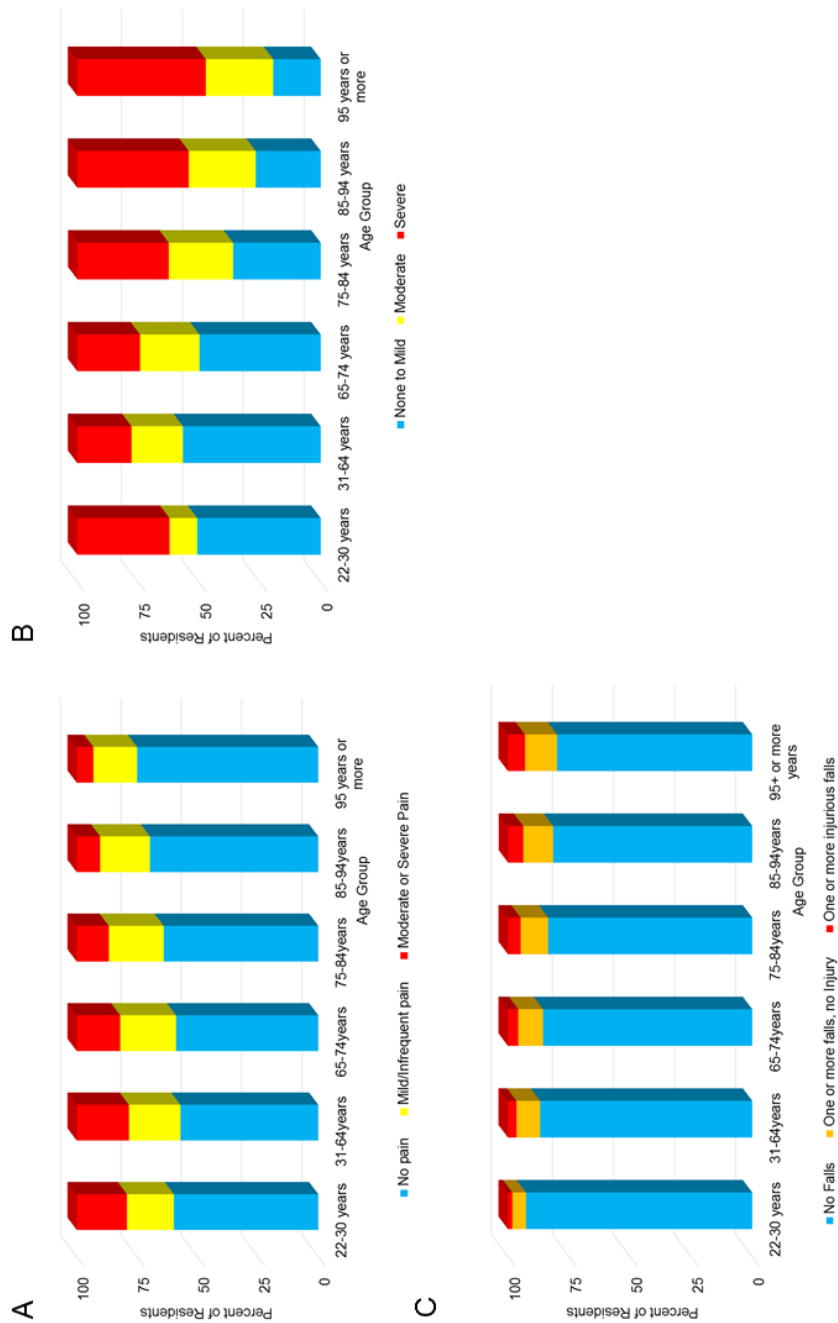 A
100
75
50
25
0
Percent of Residents
22-30 years
31-64years
65-74years
75-84years
85-94years
95 years or
more
Age Group
No pain
Mild/Infrequent pain
Moderate or Severe Pain
B
100
75
50
25
0
Percent of Residents
22-30 years
31-64 years
65-74 years
75-84 years
85-94 years
95 years or
more
Age Group
None to Mild
Moderate
Severe
C
100
75
50
25
0
Percent of Residents
22-30 years
31-64years
65-74years
75-84years
85-94years
95+ or more
years
Age Group
No Falls
One or more falls, no Injury
One or more injurious falls